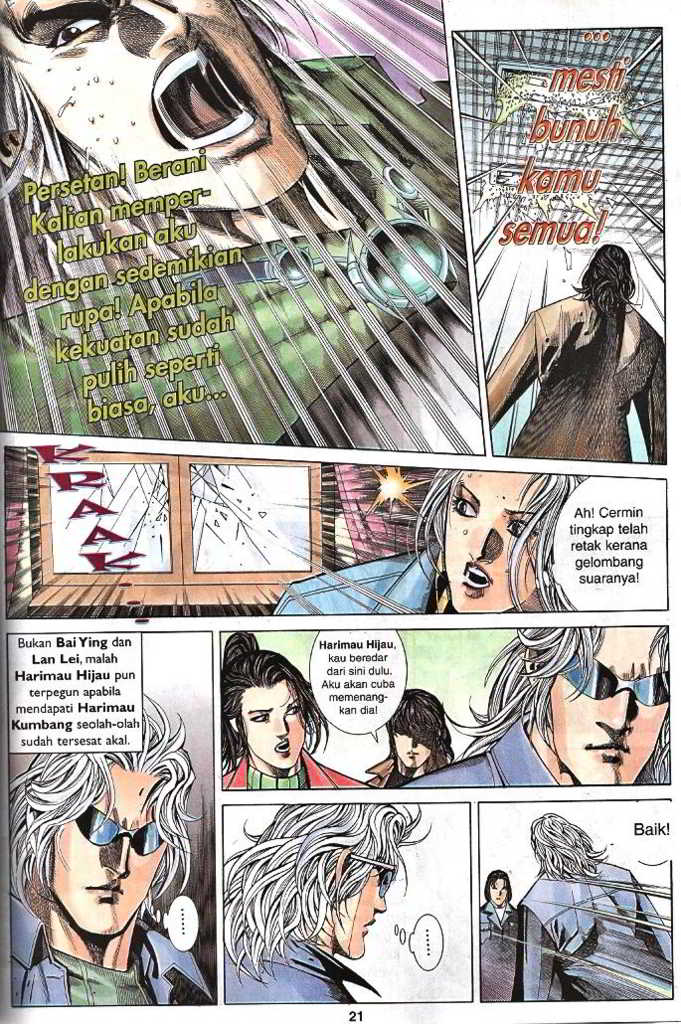 Persetan! Berani
Kalian memper-
lakukan aku
dengan sedemikian
rupa! Apabila
kekuatan sudah
pulih seperti
biasa, aku...
...
mesti
bunuh
kamu
semua!
KRAAK
Ah! Cermin
tingkap telah
retak kerana
gelombang
suaranya!
Bukan Bai Ying dan
Lan Lei, malah
Harimau Hijau pun
terpegun apabila
mendapati Harimau
Kumbang seolah-olah
sudah tersesat akal.
Harimau Hijau,
kau beredar
dari sini dulu.
Aku akan cuba
memenang-
kan dia!
.....
.....
Baik!
21